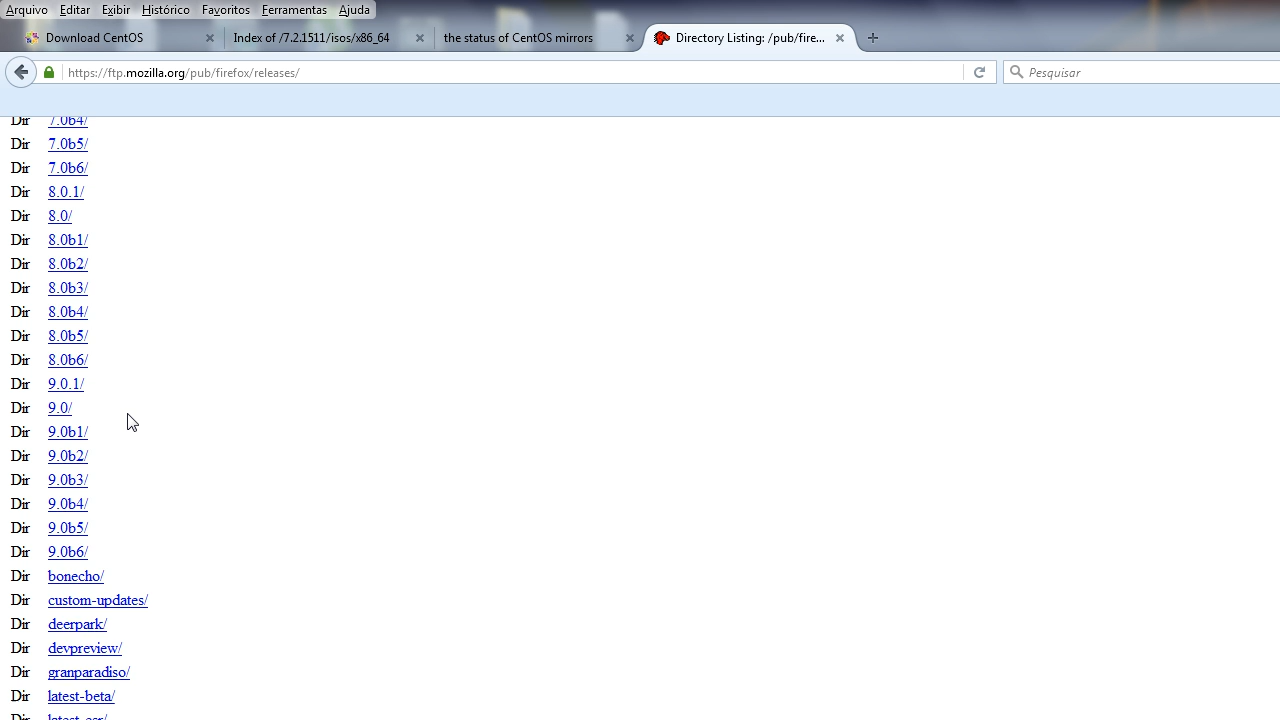 Arquivo Editar Exibir Histórico Favoritos Ferramentas Ajuda
Download CentOS Index of /7.2.1511/isos/x86_64 the status of CentOS mirrors Directory Listing: /pub/fire...
https://ftp.mozilla.org/pub/firefox/releases/ Pesquisar
Dir 7.0b4/
Dir 7.0b5/
Dir 7.0b6/
Dir 8.0.1/
Dir 8.0/
Dir 8.0b1/
Dir 8.0b2/
Dir 8.0b3/
Dir 8.0b4/
Dir 8.0b5/
Dir 8.0b6/
Dir 9.0.1/
Dir 9.0/
Dir 9.0b1/
Dir 9.0b2/
Dir 9.0b3/
Dir 9.0b4/
Dir 9.0b5/
Dir 9.0b6/
Dir bonecho/
Dir custom-updates/
Dir deerpark/
Dir devpreview/
Dir granparadiso/
Dir latest-beta/
Dir latest-esr/